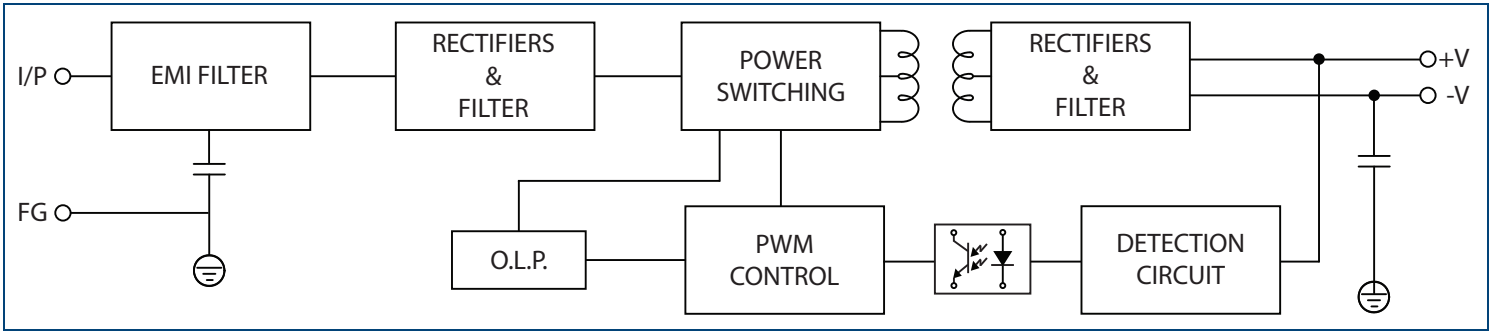 I/P
EMI FILTER
RECTIFIERS
&
FILTER
POWER
SWITCHING
RECTIFIERS
&
FILTER
+V
-V
FG
O.L.P.
PWM
CONTROL
DETECTION
CIRCUIT